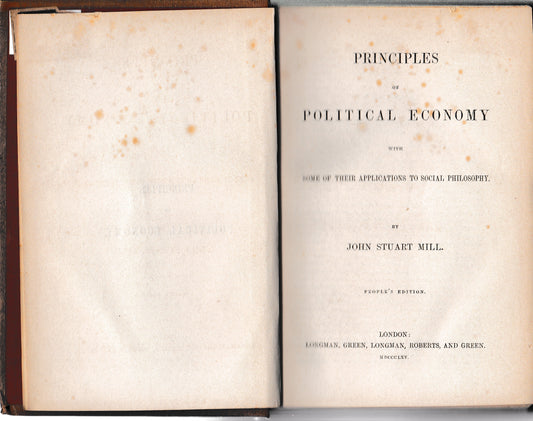 PRINCIPLES
OF
POLITICAL ECONOMY
WITH
SOME OF THEIR APPLICATIONS TO SOCIAL PHILOSOPHY.
BY
JOHN STUART MILL.
PEOPLE'S EDITION.
LONDON:
LONGMAN, GREEN, LONGMAN, ROBERTS, AND GREEN.
MDCCCLXV.